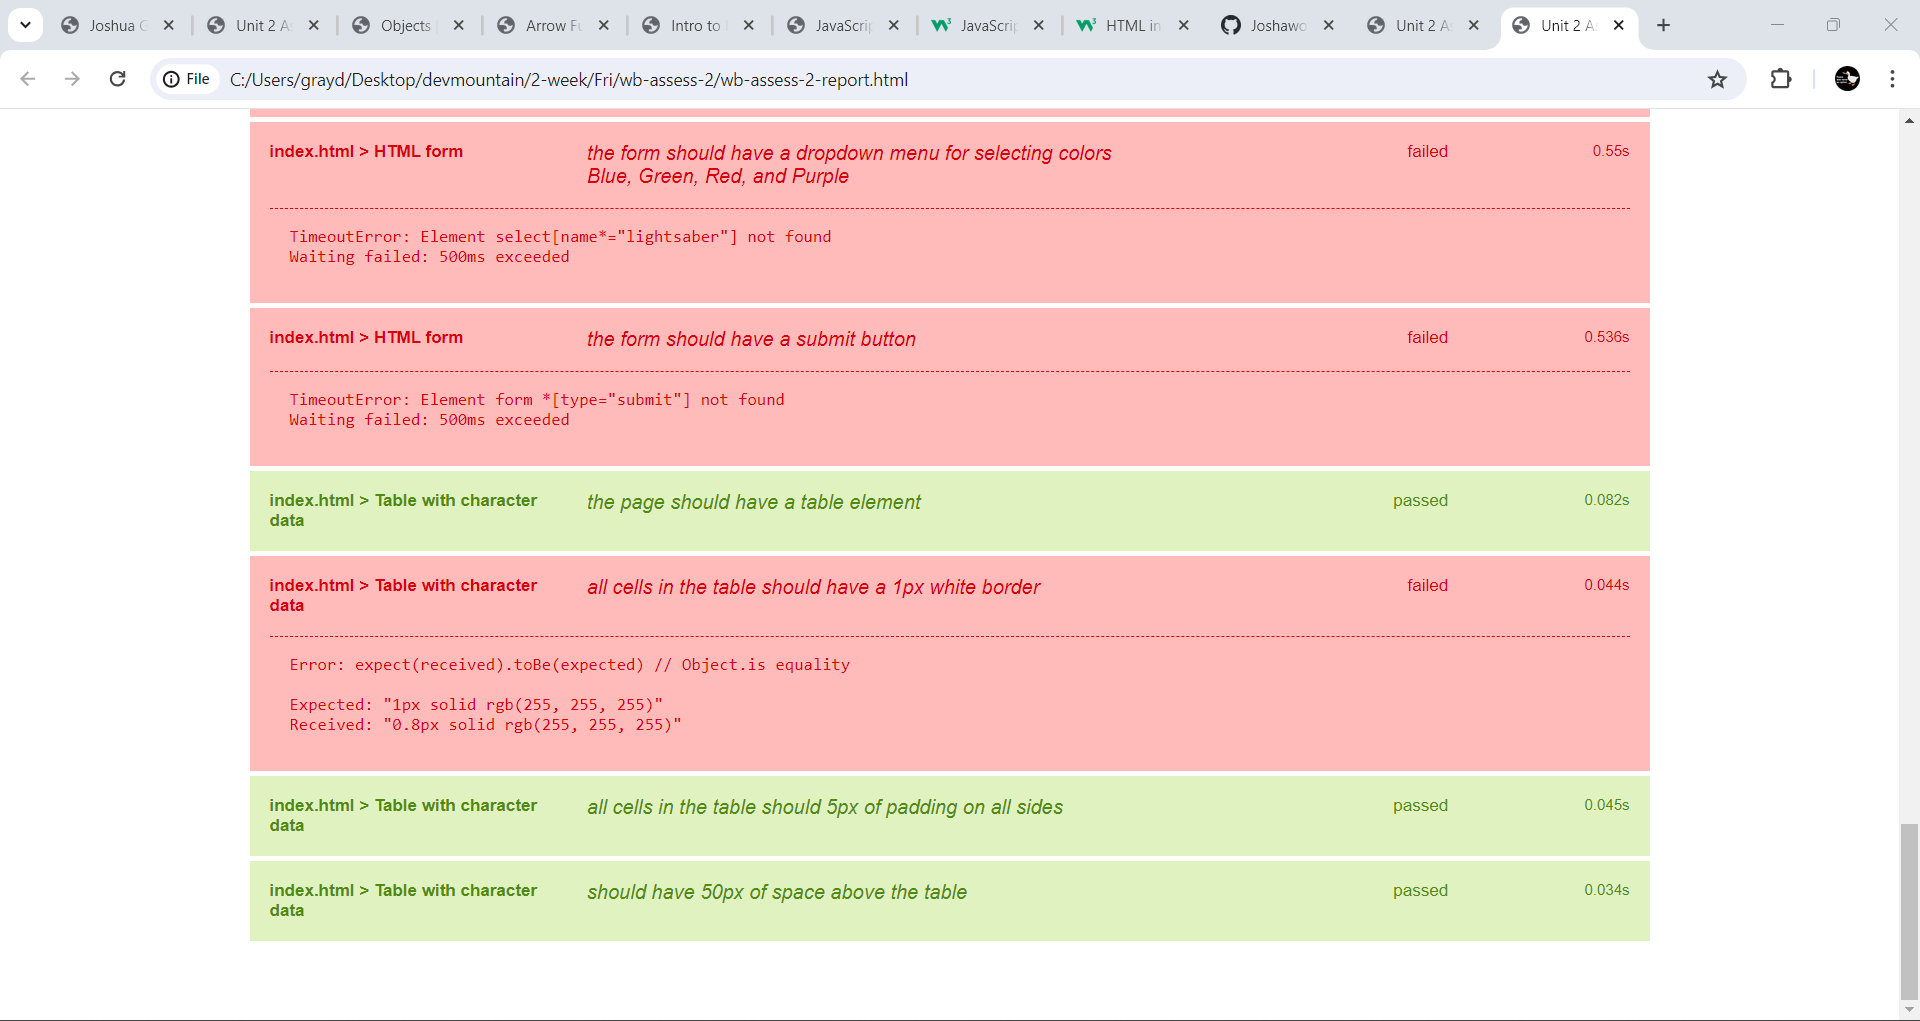 Joshua G
Unit 2 A
Objects
Arrow Fu
Intro to
JavaScrip
JavaScrip
HTML in
Joshawo
Unit 2 A
Unit 2 A
File
C:/Users/grayd/Desktop/devmountain/2-week/Fri/wb-assess-2/wb-assess-2-report.html
index.html > HTML form
the form should have a dropdown menu for selecting colors
Blue, Green, Red, and Purple
failed
0.55s
TimeoutError: Element select[name*="lightsaber"] not found
Waiting failed: 500ms exceeded
index.html > HTML form
the form should have a submit button
failed
0.536s
TimeoutError: Element form *[type="submit"] not found
Waiting failed: 500ms exceeded
index.html > Table with character
data
the page should have a table element
passed
0.082s
index.html > Table with character
data
all cells in the table should have a 1px white border
failed
0.044s
Error: expect(received).toBe(expected) // Object.is equality
Expected: "1px solid rgb(255, 255, 255)"
Received: "0.8px solid rgb(255, 255, 255)"
index.html > Table with character
data
all cells in the table should 5px of padding on all sides
passed
0.045s
index.html > Table with character
data
should have 50px of space above the table
passed
0.034s